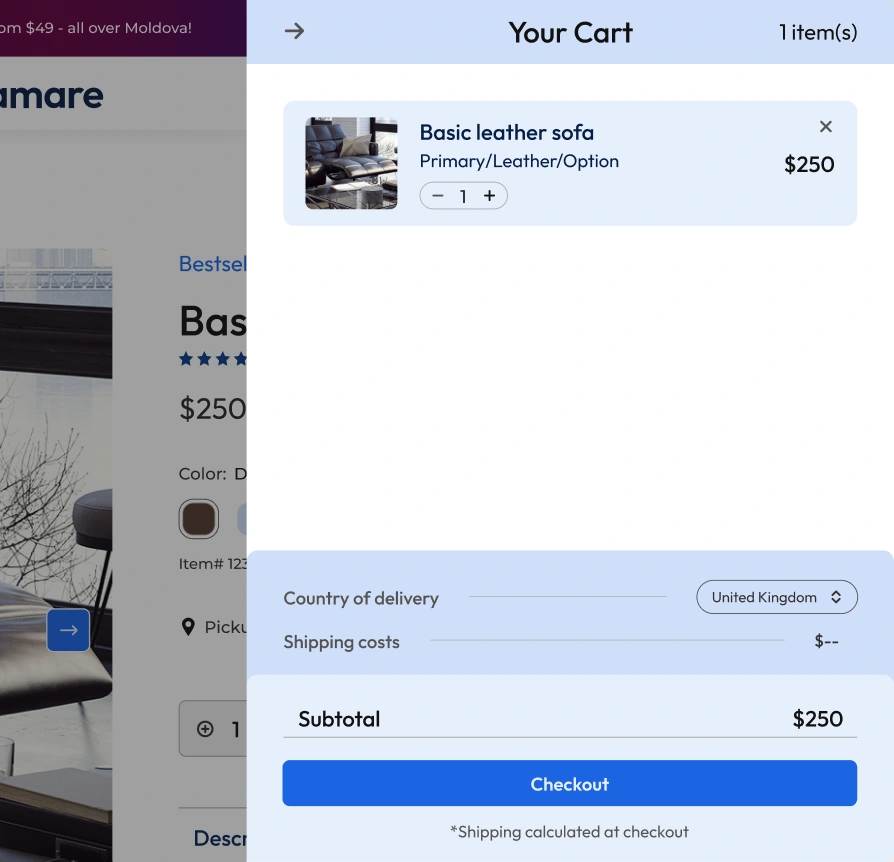 om $49 - all over Moldova!
amare
Bestsel
Bas
$250
Color: D
Item# 123
Picku
1
Descr
Your Cart
1 item(s)
Basic leather sofa
Primary/Leather/Option
$250
1
Country of delivery
United Kingdom
Shipping costs
$--
Subtotal
$250
Checkout
*Shipping calculated at checkout